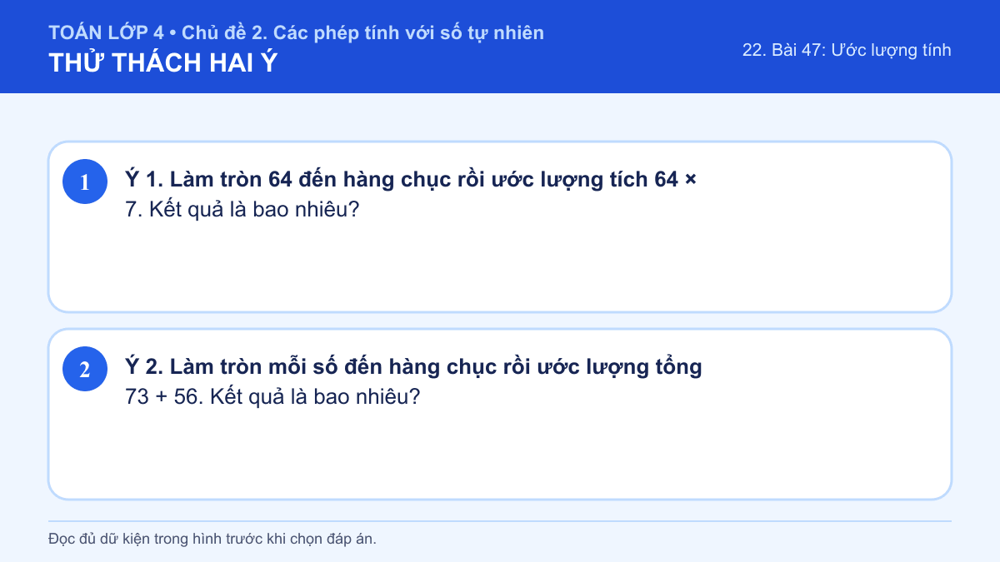 TOÁN LỚP 4 • Chủ đề 2. Các phép tính với số tự nhiên
THỬ THÁCH HAI Ý
22. Bài 47: Ước lượng tính
1
Ý 1. Làm tròn 64 đến hàng chục rồi ước lượng tích 64 ×
7. Kết quả là bao nhiêu?
2
Ý 2. Làm tròn mỗi số đến hàng chục rồi ước lượng tổng
73 + 56. Kết quả là bao nhiêu?
Đọc đủ dữ kiện trong hình trước khi chọn đáp án.